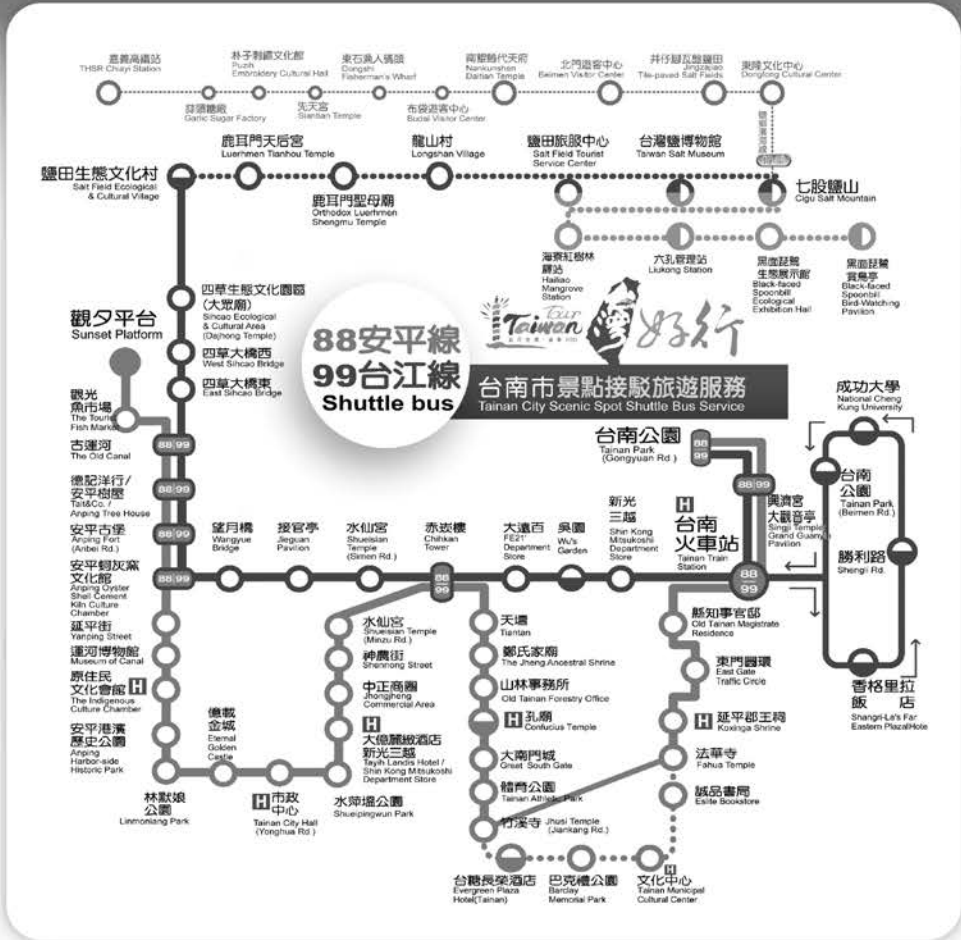 嘉義高鐵站
THSR Chiayi Station
蒜頭糖廠
Garlic Sugar Factory
朴子刺繡文化館
Puzih
Embroidery Cultural Hall
先天宮
Siantian Temple
東石漁人碼頭
Dongshi
Fisherman's Wharf
布袋遊客中心
Budai Visitor Center
南鯤鯓代天府
Nankunshen
Daitian Temple
北門遊客中心
Beimen Visitor Center
井仔腳瓦盤鹽田
Jingzaijiao
Tile-paved Salt Fields
東隆文化中心
Donglong Cultural Center
鹽田生態文化村
Salt Field Ecological
& Cultural Village
鹿耳門天后宮
Luerhmen Tianhou Temple
鹿耳門聖母廟
Orthodox Luerhmen
Shengmu Temple
龍山村
Longshan Village
鹽田旅服中心
Salt Field Tourist
Service Center
台灣鹽博物館
Taiwan Salt Museum
七股鹽山
Cigu Salt Mountain
海寮紅樹林
驛站
Hailiao
Mangrove
Station
六孔管理站
Liukong Station
黑面琵鷺
生態展示館
Black-faced
Spoonbill
Ecological
Exhibition Hall
黑面琵鷺
賞鳥亭
Black-faced
Spoonbill
Bird-Watching
Pavilion
四草生態文化園區
(大眾廟)
Sihcao Ecological
& Cultural Area
(Dajhong Temple)
四草大橋西
West Sihcao Bridge
四草大橋東
East Sihcao Bridge
觀夕平台
Sunset Platform
88安平線
99台江線
Shuttle bus
Tour
Taiwan
灣好行
台南市景點接駁旅遊服務
Tainan City Scenic Spot Shuttle Bus Service
觀光
魚市場
The Tourist
Fish Market
古運河
The Old Canal
88 99
德記洋行/
安平樹屋
Tait&Co. /
Anping Tree House
88 99
安平古堡
Anping Fort
(Anbei Rd.)
88 99
安平蚵灰窯
文化館
Anping Oyster
Shell Cement
Kiln Culture
Chamber
88 99
望月橋
Wangyue
Bridge
接官亭
Jieguan
Pavilion
水仙宮
Shueisian
Temple
(Simen Rd.)
赤崁樓
Chihkan
Tower
88
99
大遠百
FE21'
Department
Store
吳園
Wu's
Garden
新光
三越
Shin Kong
Mitsukoshi
Department
Store
H
台南
火車站
Tainan Train
Station
88
99
台南公園
Tainan Park
(Gongyuan Rd.)
88
99
88 99
興濟宮
大觀音亭
Singji Temple
Grand Guanyin
Pavilion
成功大學
National Cheng
Kung University
台南
公園
Tainan Park
(Beimen Rd.)
勝利路
Shengli Rd.
香格里拉
飯店
Shangri-La's Far
Eastern Plaza
延平街
Yanping Street
運河博物館
Museum of Canal
原住民
文化會館 H
The Indigenous
Culture Chamber
安平港濱
歷史公園
Anping
Harbor-side
Historic Park
林默娘
公園
Linmoniang Park
億載
金城
Eternal
Golden
Castle
H 市政
中心
Tainan City Hall
(Yonghua Rd.)
水萍塭公園
Shueipingwun Park
水仙宮
Shueisian Temple
(Minzu Rd.)
神農街
Shennong Street
中正商圈
Jhongjheng
Commercial Area
H
大億麗緻酒店
新光三越
Tayih Landis Hotel /
Shin Kong Mitsukoshi
Department Store
天壇
Tiantan
鄭氏家廟
The Jheng Ancestral Shrine
山林事務所
Old Tainan Forestry Office
H 孔廟
Confucius Temple
大南門城
Great South Gate
體育公園
Tainan Athletic Park
竹溪寺
Jhusi Temple
(Jiankang Rd.)
台糖長榮酒店
Evergreen Plaza
Hotel(Tainan)
巴克禮公園
Barclay
Memorial Park
H
文化中心
Tainan Municipal
Cultural Center
縣知事官邸
Old Tainan Magistrate
Residence
東門圓環
East Gate
Traffic Circle
H 延平郡王祠
Koxinga Shrine
法華寺
Fahua Temple
誠品書局
Eslite Bookstore